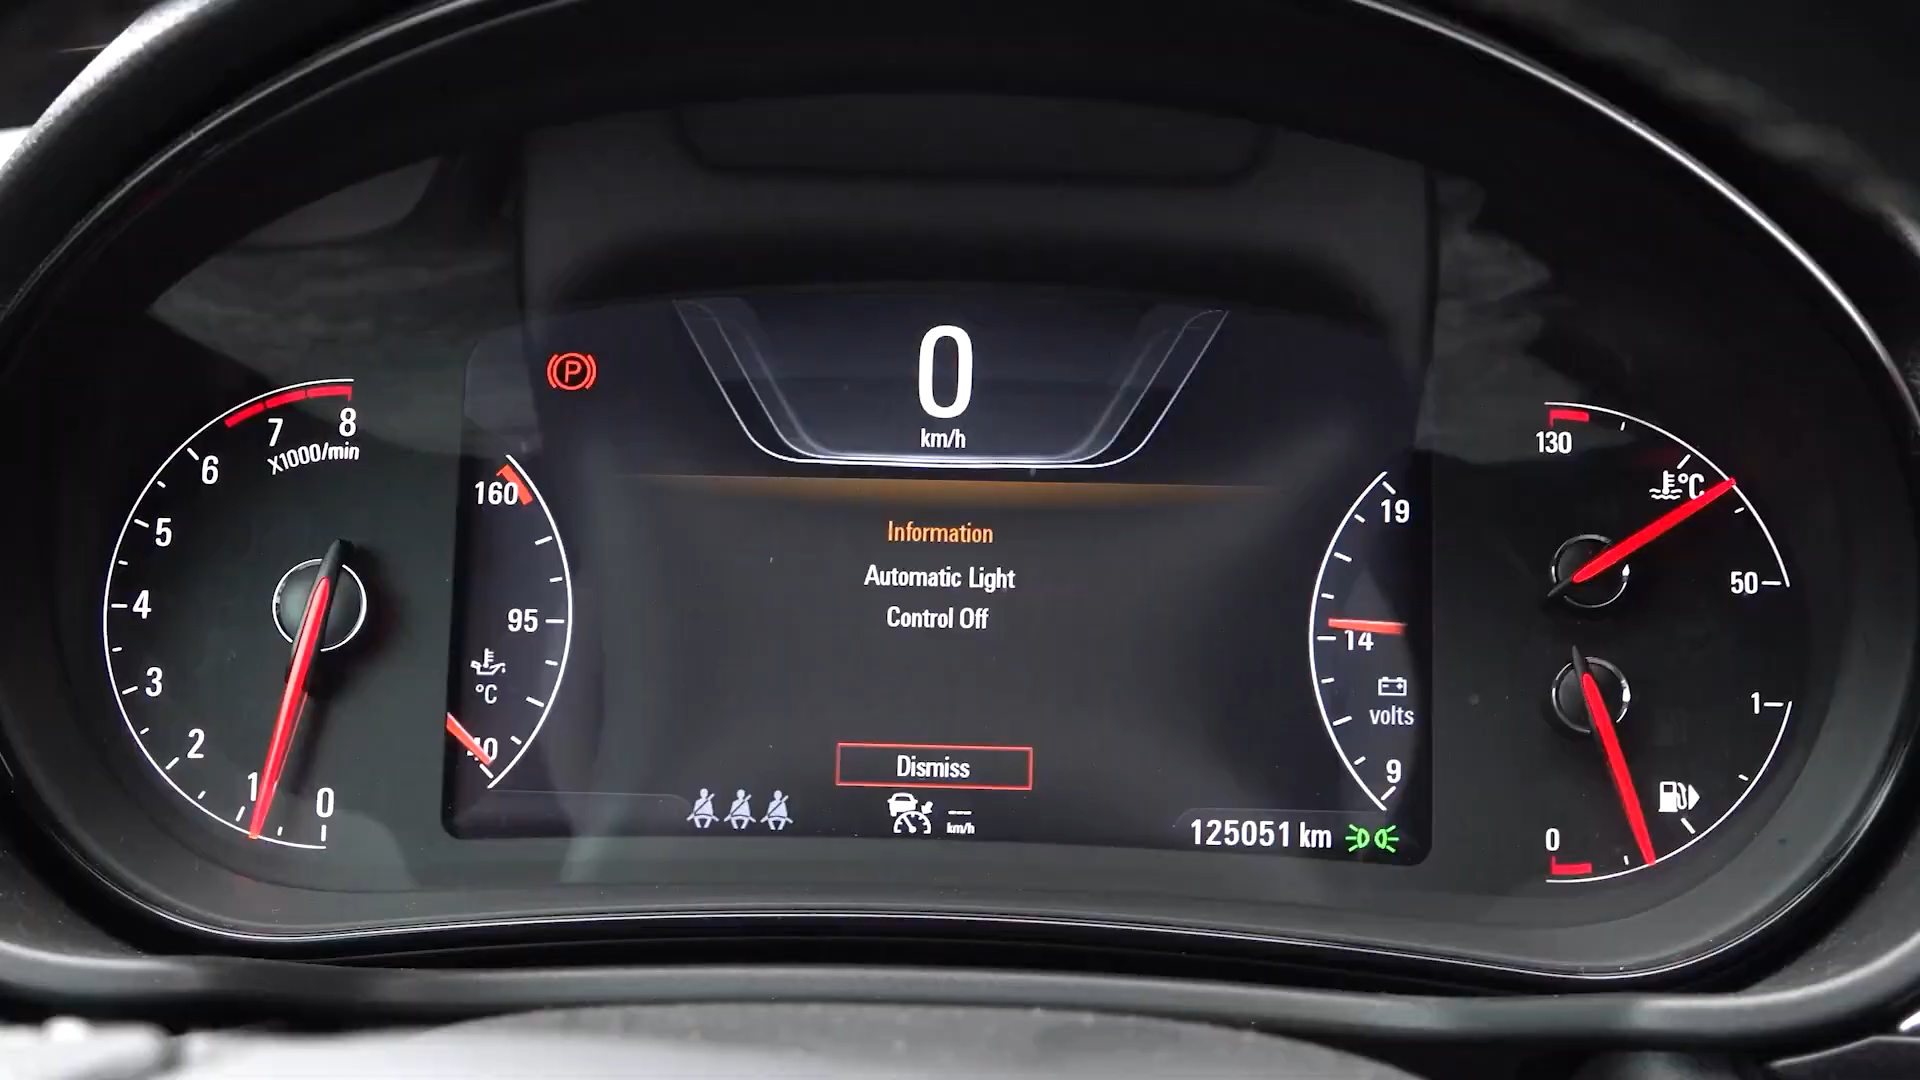 0
km/h
P
8
7
X1000/min
6
5
4
3
2
1
0
160
95
°C
40
Information
Automatic Light
Control Off
Dismiss
km/h
19
14
volts
9
125051 km
130
°C
50
1
0